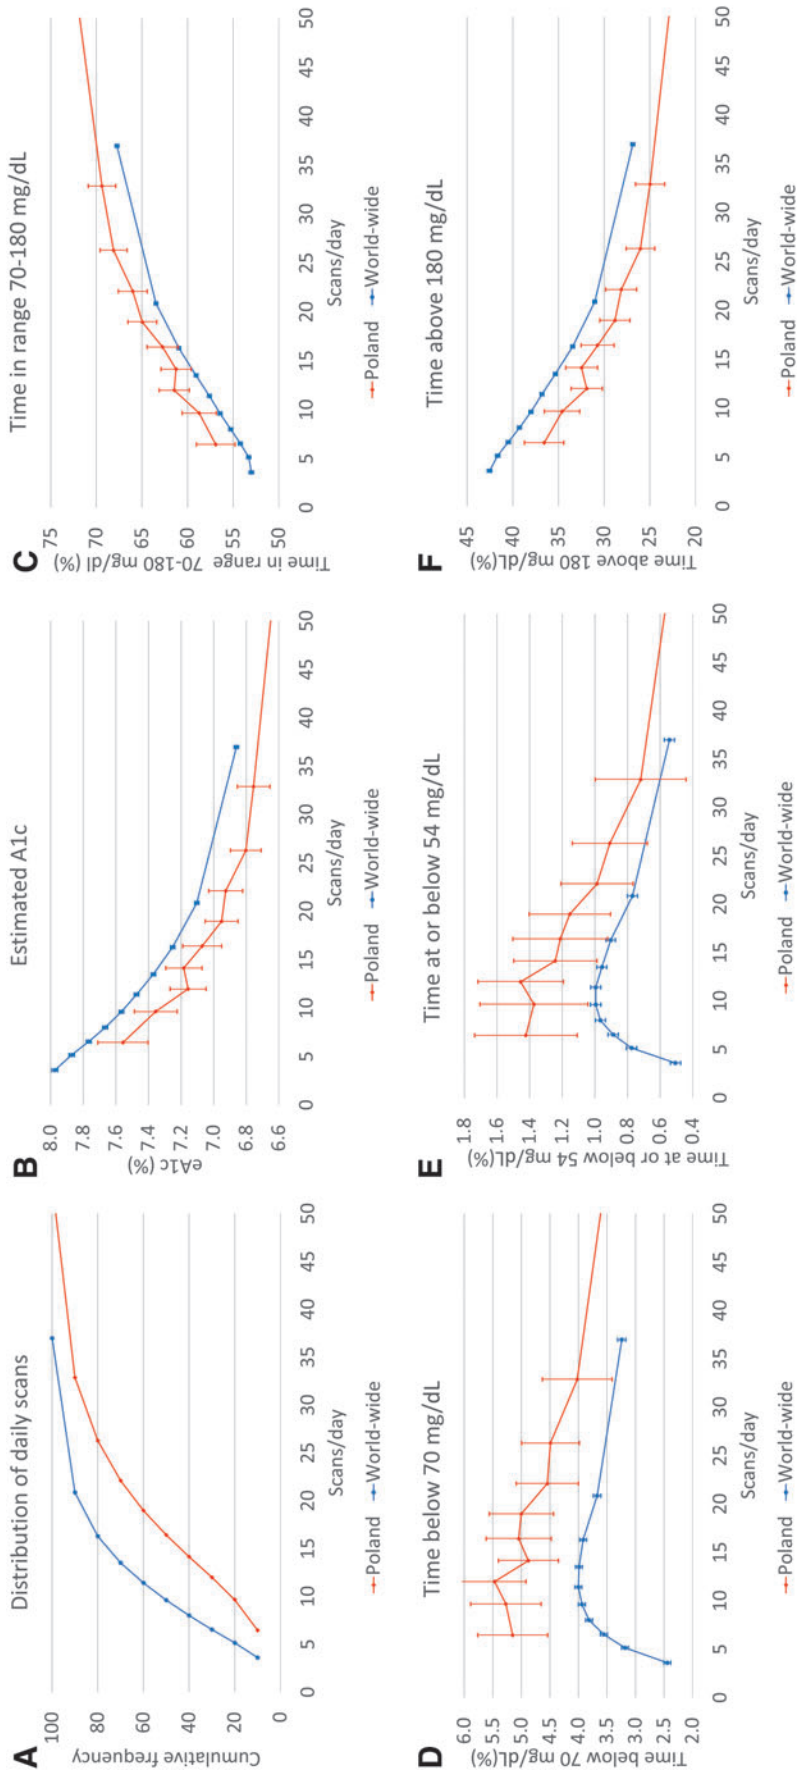 A
Distribution of daily scans
Cumulative frequency
100
80
60
40
20
0
0 5 10 15 20 25 30 35 40 45 50
Scans/day
Poland World-wide
B
Estimated A1c
eA1c (%)
8.0
7.8
7.6
7.4
7.2
7.0
6.8
6.6
0 5 10 15 20 25 30 35 40 45 50
Scans/day
Poland World-wide
C
Time in range 70-180 mg/dL
Time in range 70-180 mg/dl (%)
75
70
65
60
55
50
0 5 10 15 20 25 30 35 40 45 50
Scans/day
Poland World-wide
D
Time below 70 mg/dL
Time below 70 mg/dL(%)
6.0
5.5
5.0
4.5
4.0
3.5
3.0
2.5
2.0
0 5 10 15 20 25 30 35 40 45 50
Scans/day
Poland World-wide
E
Time at or below 54 mg/dL
Time at or below 54 mg/dL(%)
1.8
1.6
1.4
1.2
1.0
0.8
0.6
0.4
0 5 10 15 20 25 30 35 40 45 50
Scans/day
Poland World-wide
F
Time above 180 mg/dL
Time above 180 mg/dL(%)
45
40
35
30
25
20
0 5 10 15 20 25 30 35 40 45 50
Scans/day
Poland World-wide